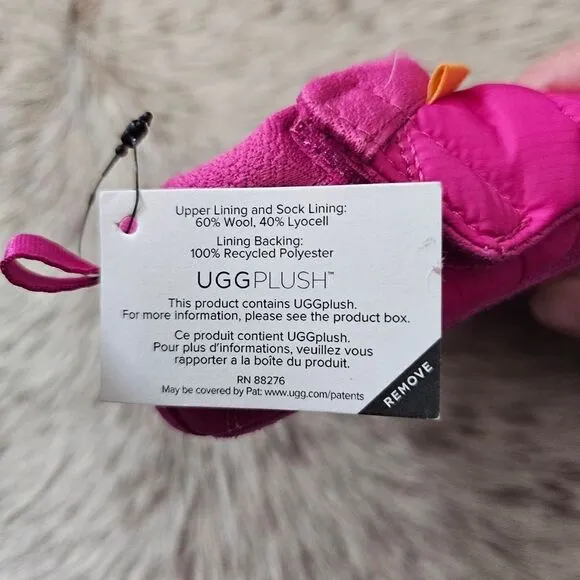 Upper Lining and Sock Lining:
60% Wool, 40% Lyocell
Lining Backing:
100% Recycled Polyester
UGGPLUSH™
This product contains UGGplush.
For more information, please see the product box.
Ce produit contient UGGplush.
Pour plus d'informations, veuillez vous
rapporter a la boîte du produit.
RN 88276
May be covered by Pat: www.ugg.com/patents
REMOVE